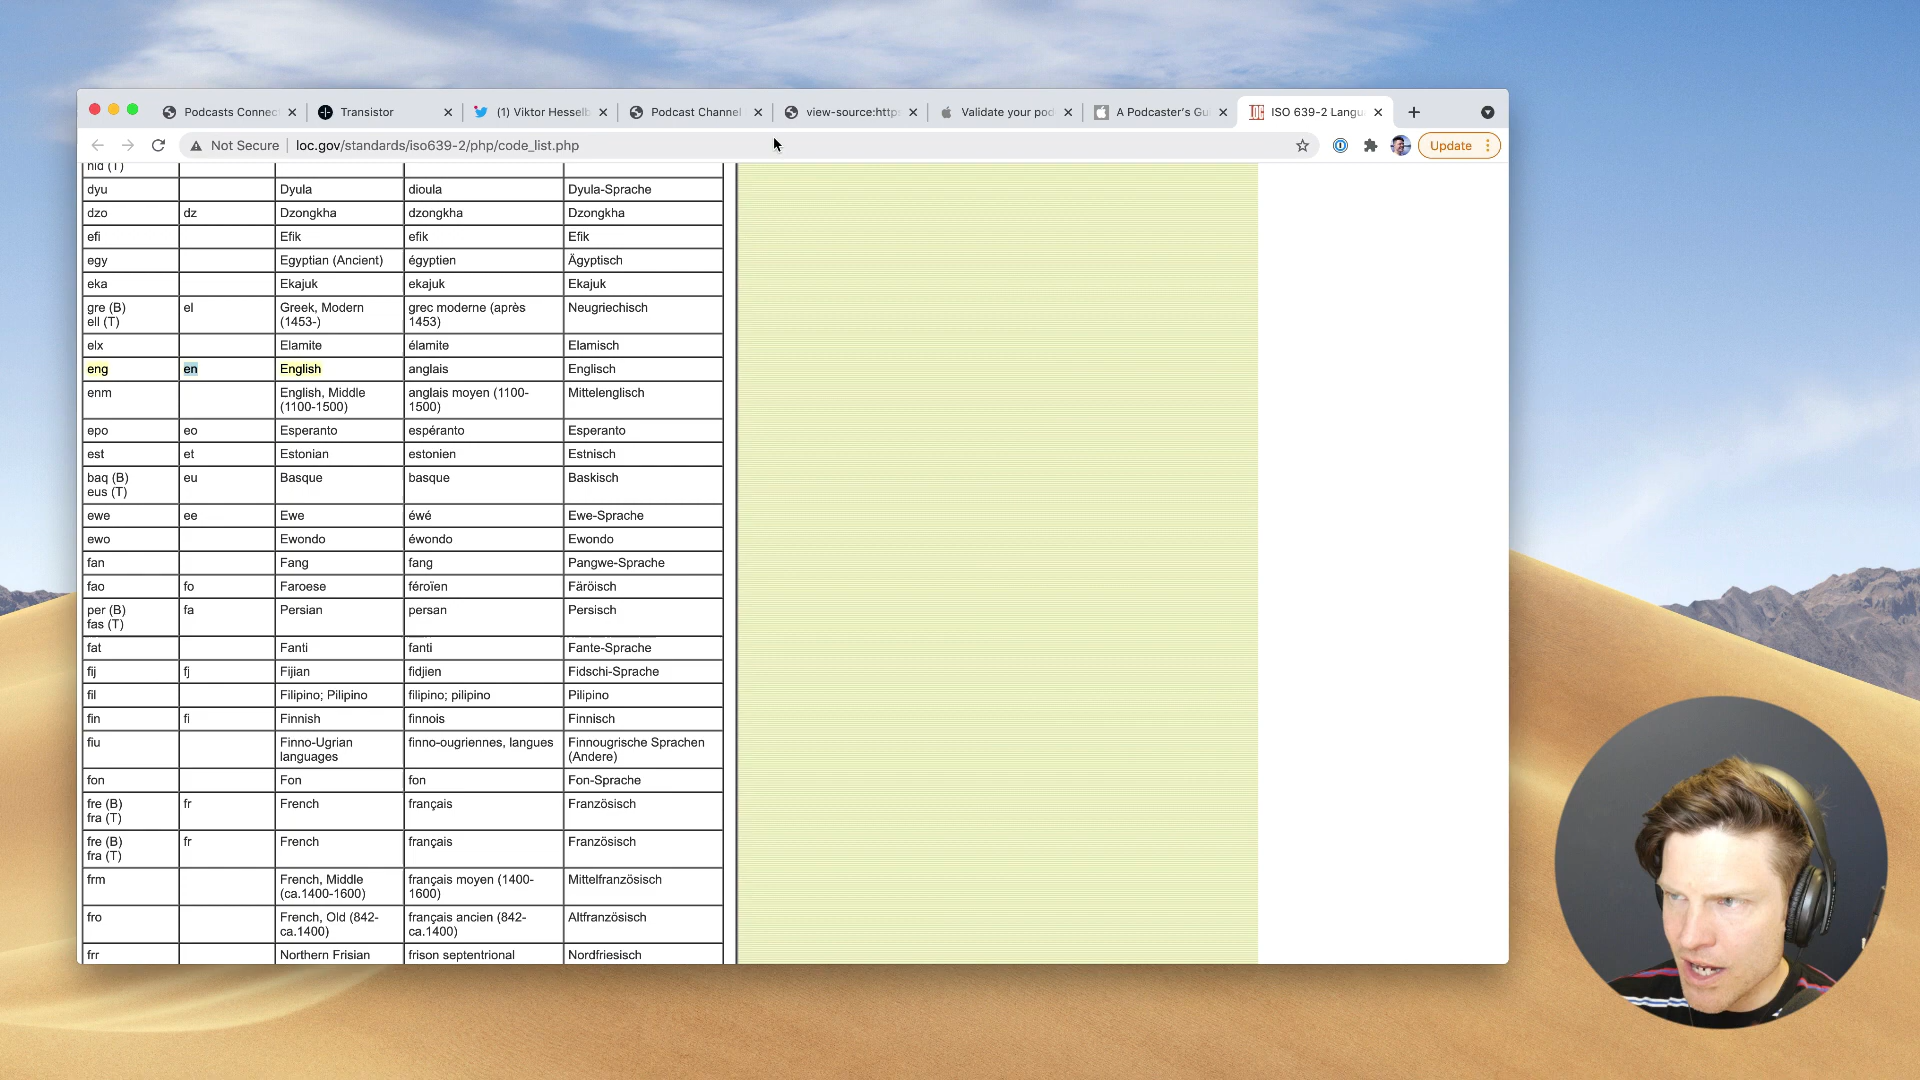 Podcasts Connec
Transistor
(1) Viktor Hesselb
Podcast Channel
view-source:https
Validate your pod
A Podcaster's Gui
ISO 639-2 Langu
Not Secure
loc.gov/standards/iso639-2/php/code_list.php
Update
nld (T)
dyu Dyula dioula Dyula-Sprache
dzo dz Dzongkha dzongkha Dzongkha
efi Efik efik Efik
egy Egyptian (Ancient) égyptien Ägyptisch
eka Ekajuk ekajuk Ekajuk
gre (B) el Greek, Modern grec moderne (après Neugriechisch
ell (T) (1453-) 1453)
elx Elamite élamite Elamisch
eng en English anglais Englisch
enm English, Middle anglais moyen (1100- Mittelenglisch
(1100-1500) 1500)
epo eo Esperanto espéranto Esperanto
est et Estonian estonien Estnisch
baq (B) eu Basque basque Baskisch
eus (T)
ewe ee Ewe éwé Ewe-Sprache
ewo Ewondo éwondo Ewondo
fan Fang fang Pangwe-Sprache
fao fo Faroese féroïen Färöisch
per (B) fa Persian persan Persisch
fas (T)
fat Fanti fanti Fante-Sprache
fij fj Fijian fidjien Fidschi-Sprache
fil Filipino; Pilipino filipino; pilipino Pilipino
fin fi Finnish finnois Finnisch
fiu Finno-Ugrian finno-ougriennes, langues Finnougrische Sprachen
languages (Andere)
fon Fon fon Fon-Sprache
fre (B) fr French français Französisch
fra (T)
fre (B) fr French français Französisch
fra (T)
frm French, Middle français moyen (1400- Mittelfranzösisch
(ca.1400-1600) 1600)
fro French, Old (842- français ancien (842- Altfranzösisch
ca.1400) ca.1400)
frr Northern Frisian frison septentrional Nordfriesisch